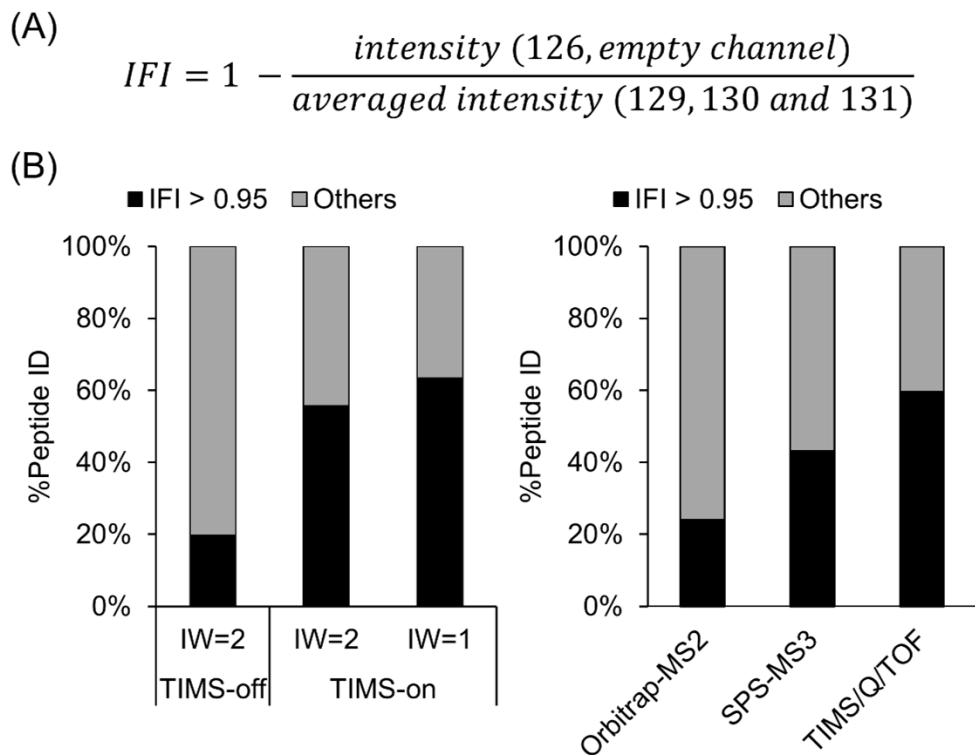 (A)
IFI = 1 − intensity (126, empty channel) / averaged intensity (129, 130 and 131)
(B)
IFI > 0.95 Others
100%
80%
60%
40%
20%
0%
%Peptide ID
IW=2 IW=2 IW=1
TIMS-off TIMS-on
IFI > 0.95 Others
100%
80%
60%
40%
20%
0%
%Peptide ID
Orbitrap-MS2
SPS-MS3
TIMS/Q/TOF